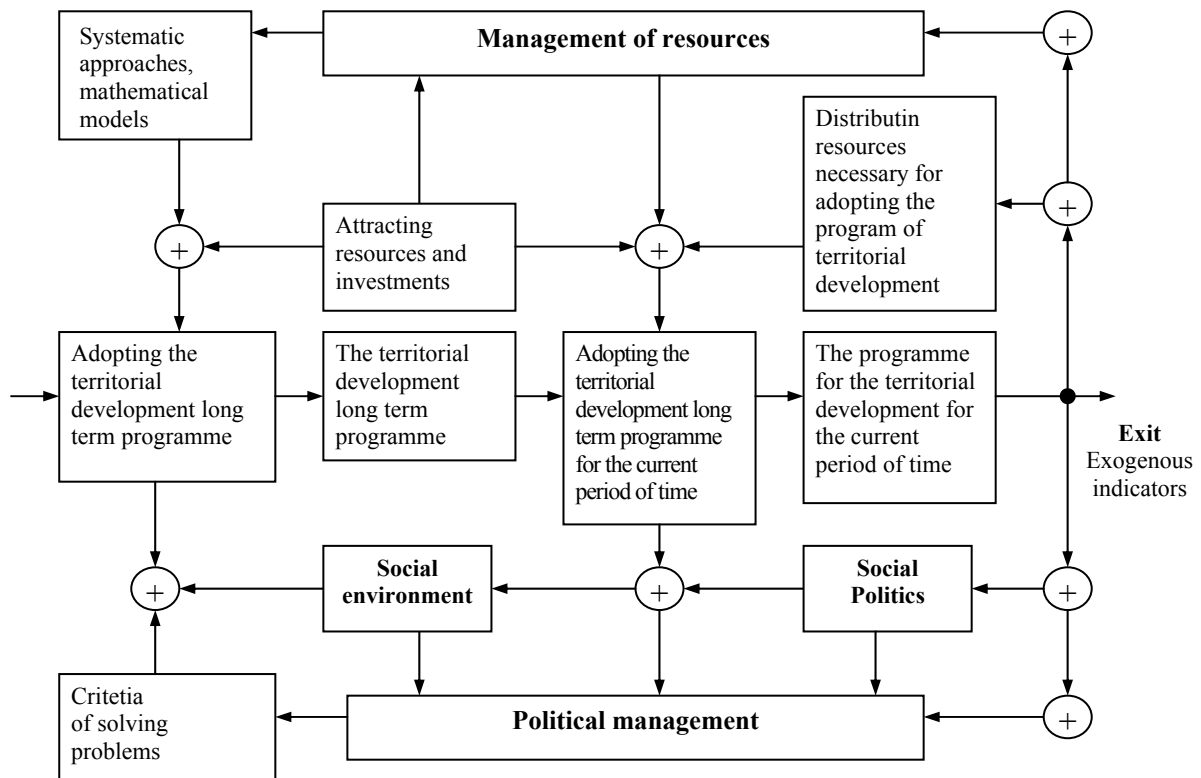 Systematic
approaches,
mathematical
models
Management of resources
+
Distributin
resources
necessary for
adopting the
program of
territorial
development
+
+
Attracting
resources and
investments
+
Adopting the
territorial
development long
term programme
The territorial
development
long term
programme
Adopting the
territorial
development long
term programme
for the current
period of time
The programme
for the territorial
development for
the current
period of time
Exit
Exogenous
indicators
+
Social
environment
+
Social
Politics
+
Critetia
of solving
problems
Political management
+